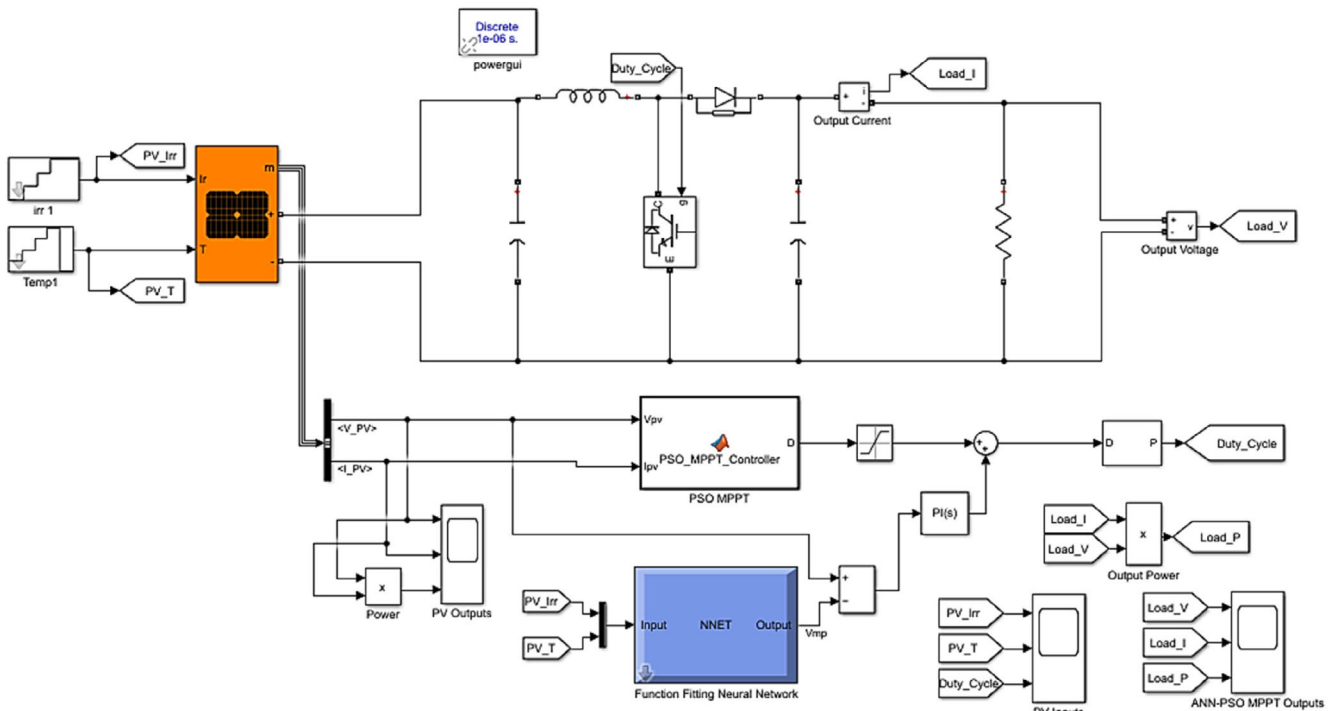 Discrete
1e-06 s.
powergui
Duty_Cycle
Load_I
i
+
-
Output Current
PV_Irr
Ir
m
irr 1
+
T
-
Temp1
PV_T
C
g
E
+
-
v
Load_V
Output Voltage
<V_PV>
<I_PV>
Vpv
Ipv
D
PSO_MPPT_Controller
PSO MPPT
+
+
D
P
Duty_Cycle
PI(s)
Load_I
Load_V
x
Load_P
Output Power
x
Power
PV Outputs
PV_Irr
PV_T
Input
NNET
Output
Vmp
Function Fitting Neural Network
+
−
PV_Irr
PV_T
Duty_Cycle
PV Inputs
Load_V
Load_I
Load_P
ANN-PSO MPPT Outputs